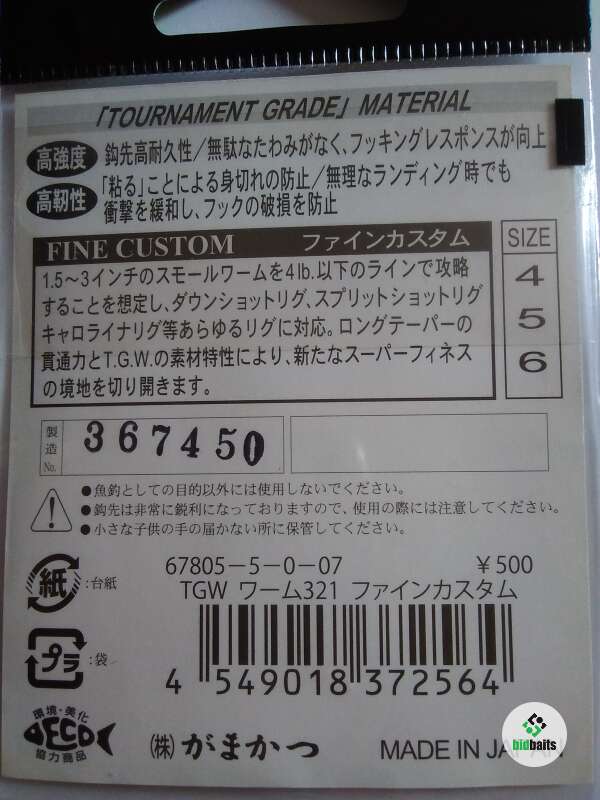 「TOURNAMENT GRADE」 MATERIAL
高強度 鈎先高耐久性/無駄なたわみがなく、フッキングレスポンスが向上
高靭性 「粘る」ことによる身切れの防止/無理なランディング時でも
衝撃を緩和し、フックの破損を防止
FINE CUSTOM ファインカスタム
1.5〜3インチのスモールワームを4lb.以下のラインで攻略
することを想定し、ダウンショットリグ、スプリットショットリグ
キャロライナリグ等あらゆるリグに対応。ロングテーパーの
貫通力とT.G.W.の素材特性により、新たなスーパーフィネス
の境地を切り開きます。
SIZE
4
5
6
製造No. 367450
●魚釣としての目的以外には使用しないでください。
●鈎先は非常に鋭利になっておりますので、使用の際には注意してください。
●小さな子供の手の届かない所に保管してください。
紙 :台紙
プラ :袋
67805-5-0-07 ¥500
TGW ワーム321 ファインカスタム
4 549018 372564
環境・美化
ECO
協力商品
(株) がまかつ
MADE IN JAPAN
bidbaits